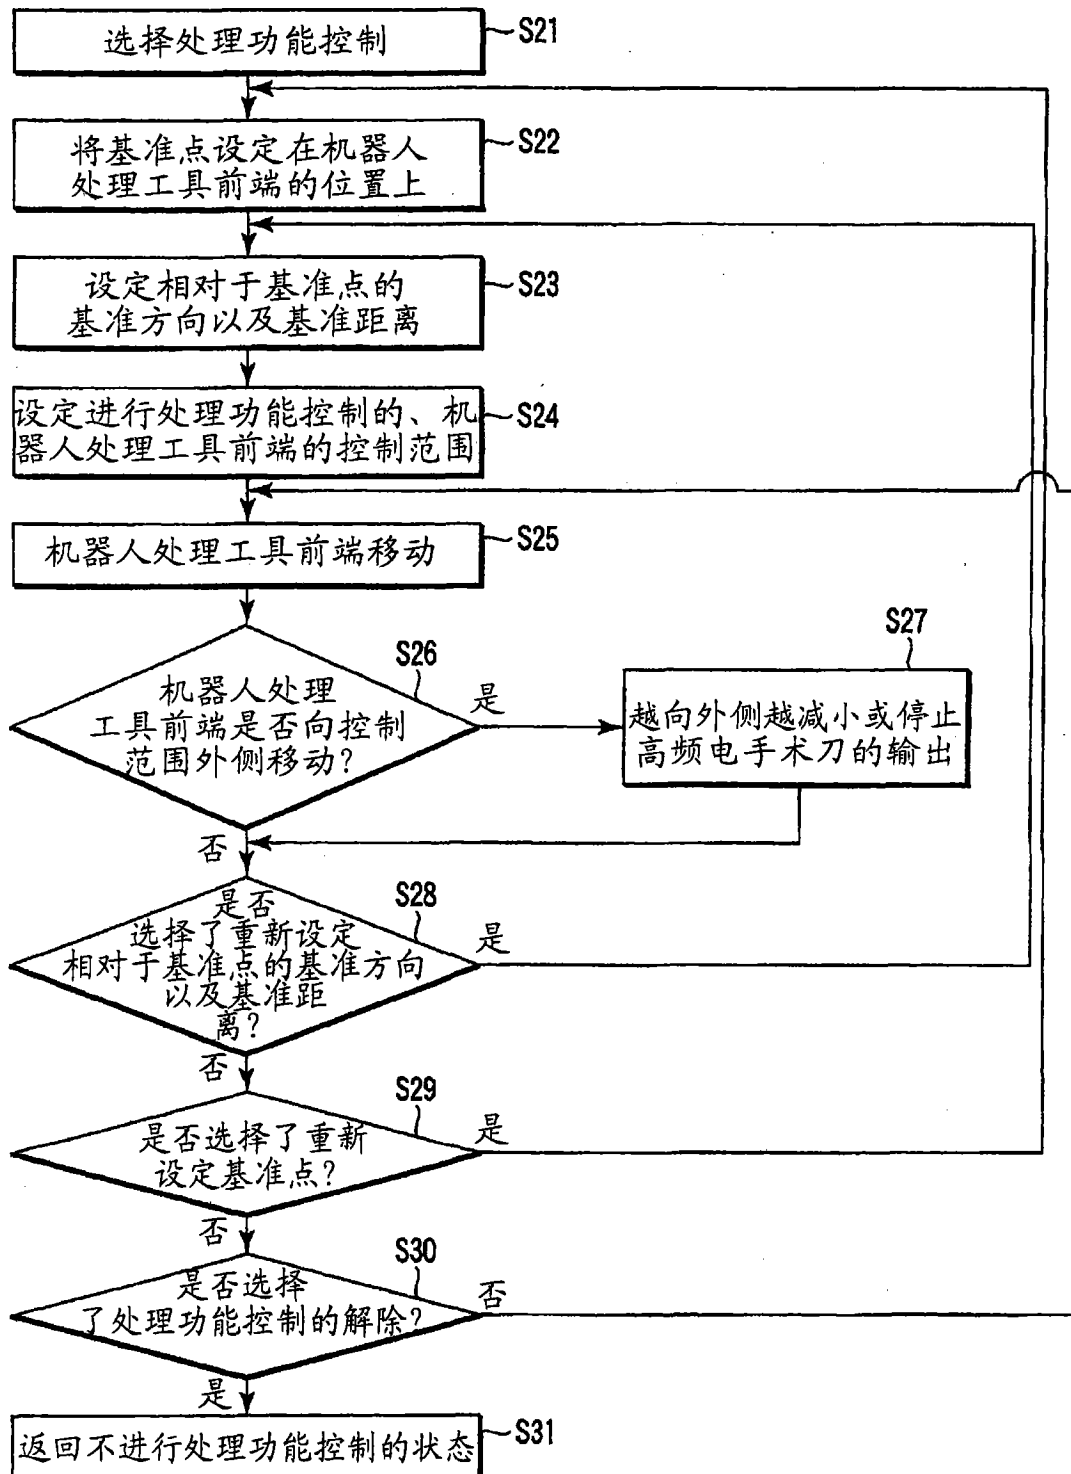 选择处理功能控制
S21
将基准点设定在机器人
处理工具前端的位置上
S22
设定相对于基准点的
基准方向以及基准距离
S23
设定进行处理功能控制的、机
器人处理工具前端的控制范围
S24
机器人处理工具前端移动
S25
机器人处理
工具前端是否向控制
范围外侧移动?
S26
是
S27
越向外侧越减小或停止
高频电手术刀的输出
否
是否
选择了重新设定
相对于基准点的基准方向
以及基准距
离?
S28
是
否
是否选择了重新
设定基准点?
S29
是
否
是否选择
了处理功能控制的解除?
S30
否
是
返回不进行处理功能控制的状态
S31